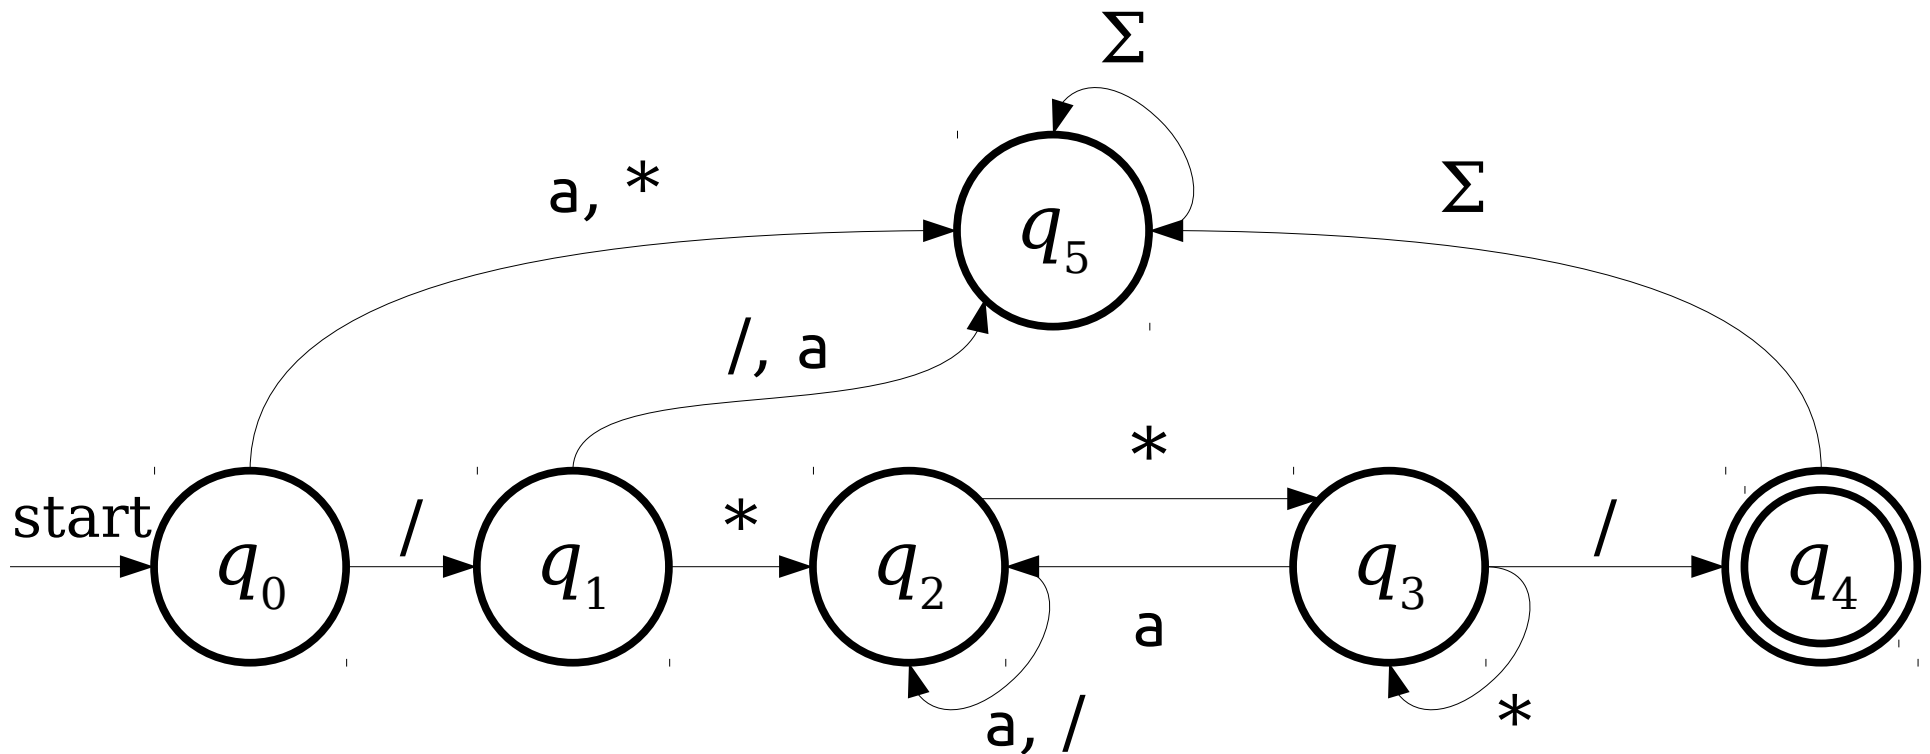 Σ
a, *
Σ
q5
/, a
*
start
/
*
/
q0
q1
q2
q3
q4
a
a, /
*